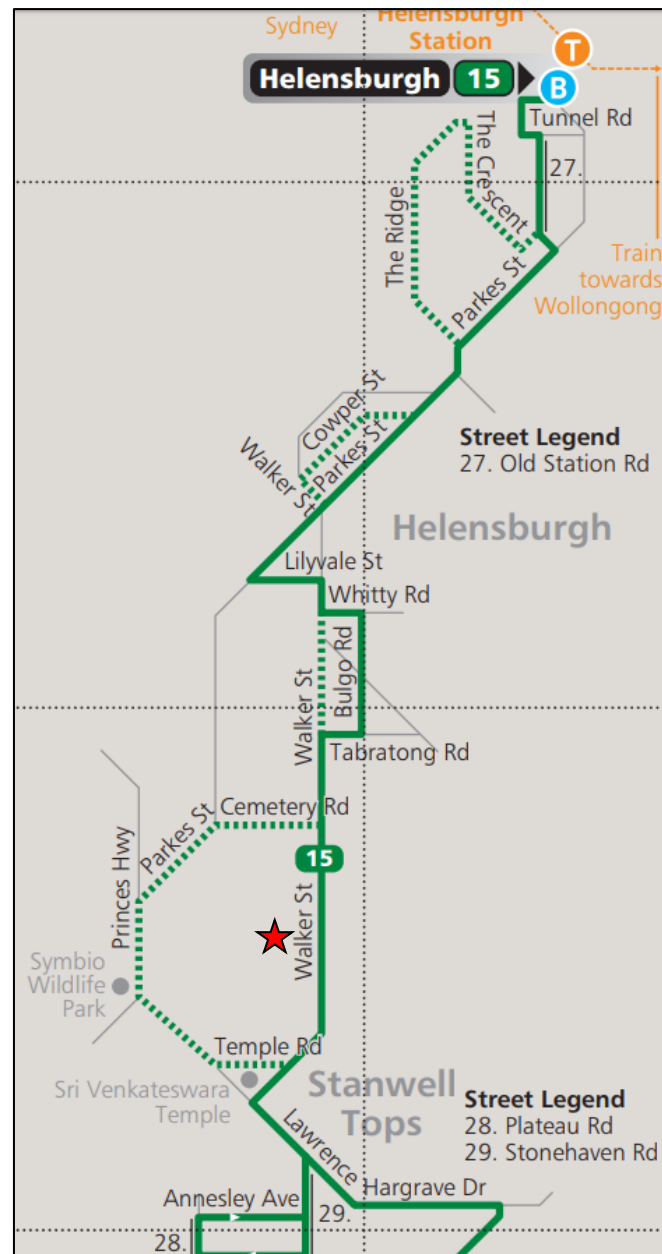 Sydney
Helensburgh
Station
T
Helensburgh 15
B
Tunnel Rd
The Crescent
27.
The Ridge
Train
towards
Wollongong
Parkes St
Cowper St
Walker St
Parkes St
Street Legend
27. Old Station Rd
Helensburgh
Lilyvale St
Whitty Rd
Bulgo Rd
Walker St
Tabratong Rd
Cemetery Rd
Parkes St
Princes Hwy
15
Walker St
Symbio
Wildlife
Park
Temple Rd
Sri Venkateswara
Temple
Stanwell
Tops
Street Legend
28. Plateau Rd
29. Stonehaven Rd
Lawrence
Hargrave Dr
Annesley Ave
29.
28.